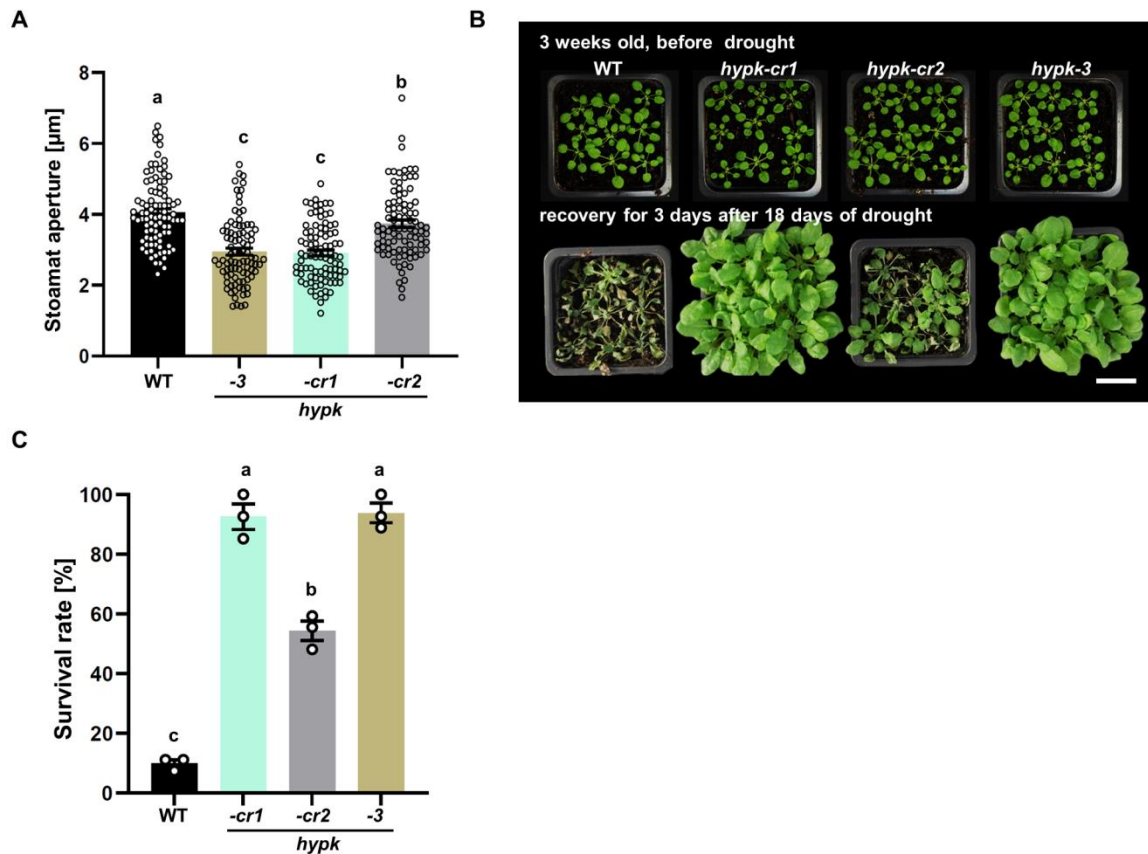 A
Stoamat aperture [µm]
8
6
4
2
0
a
c
c
b
WT
-3
-cr1
-cr2
hypk
B
3 weeks old, before drought
WT
hypk-cr1
hypk-cr2
hypk-3
recovery for 3 days after 18 days of drought
C
Survival rate [%]
100
80
60
40
20
0
c
a
b
a
WT
-cr1
-cr2
-3
hypk